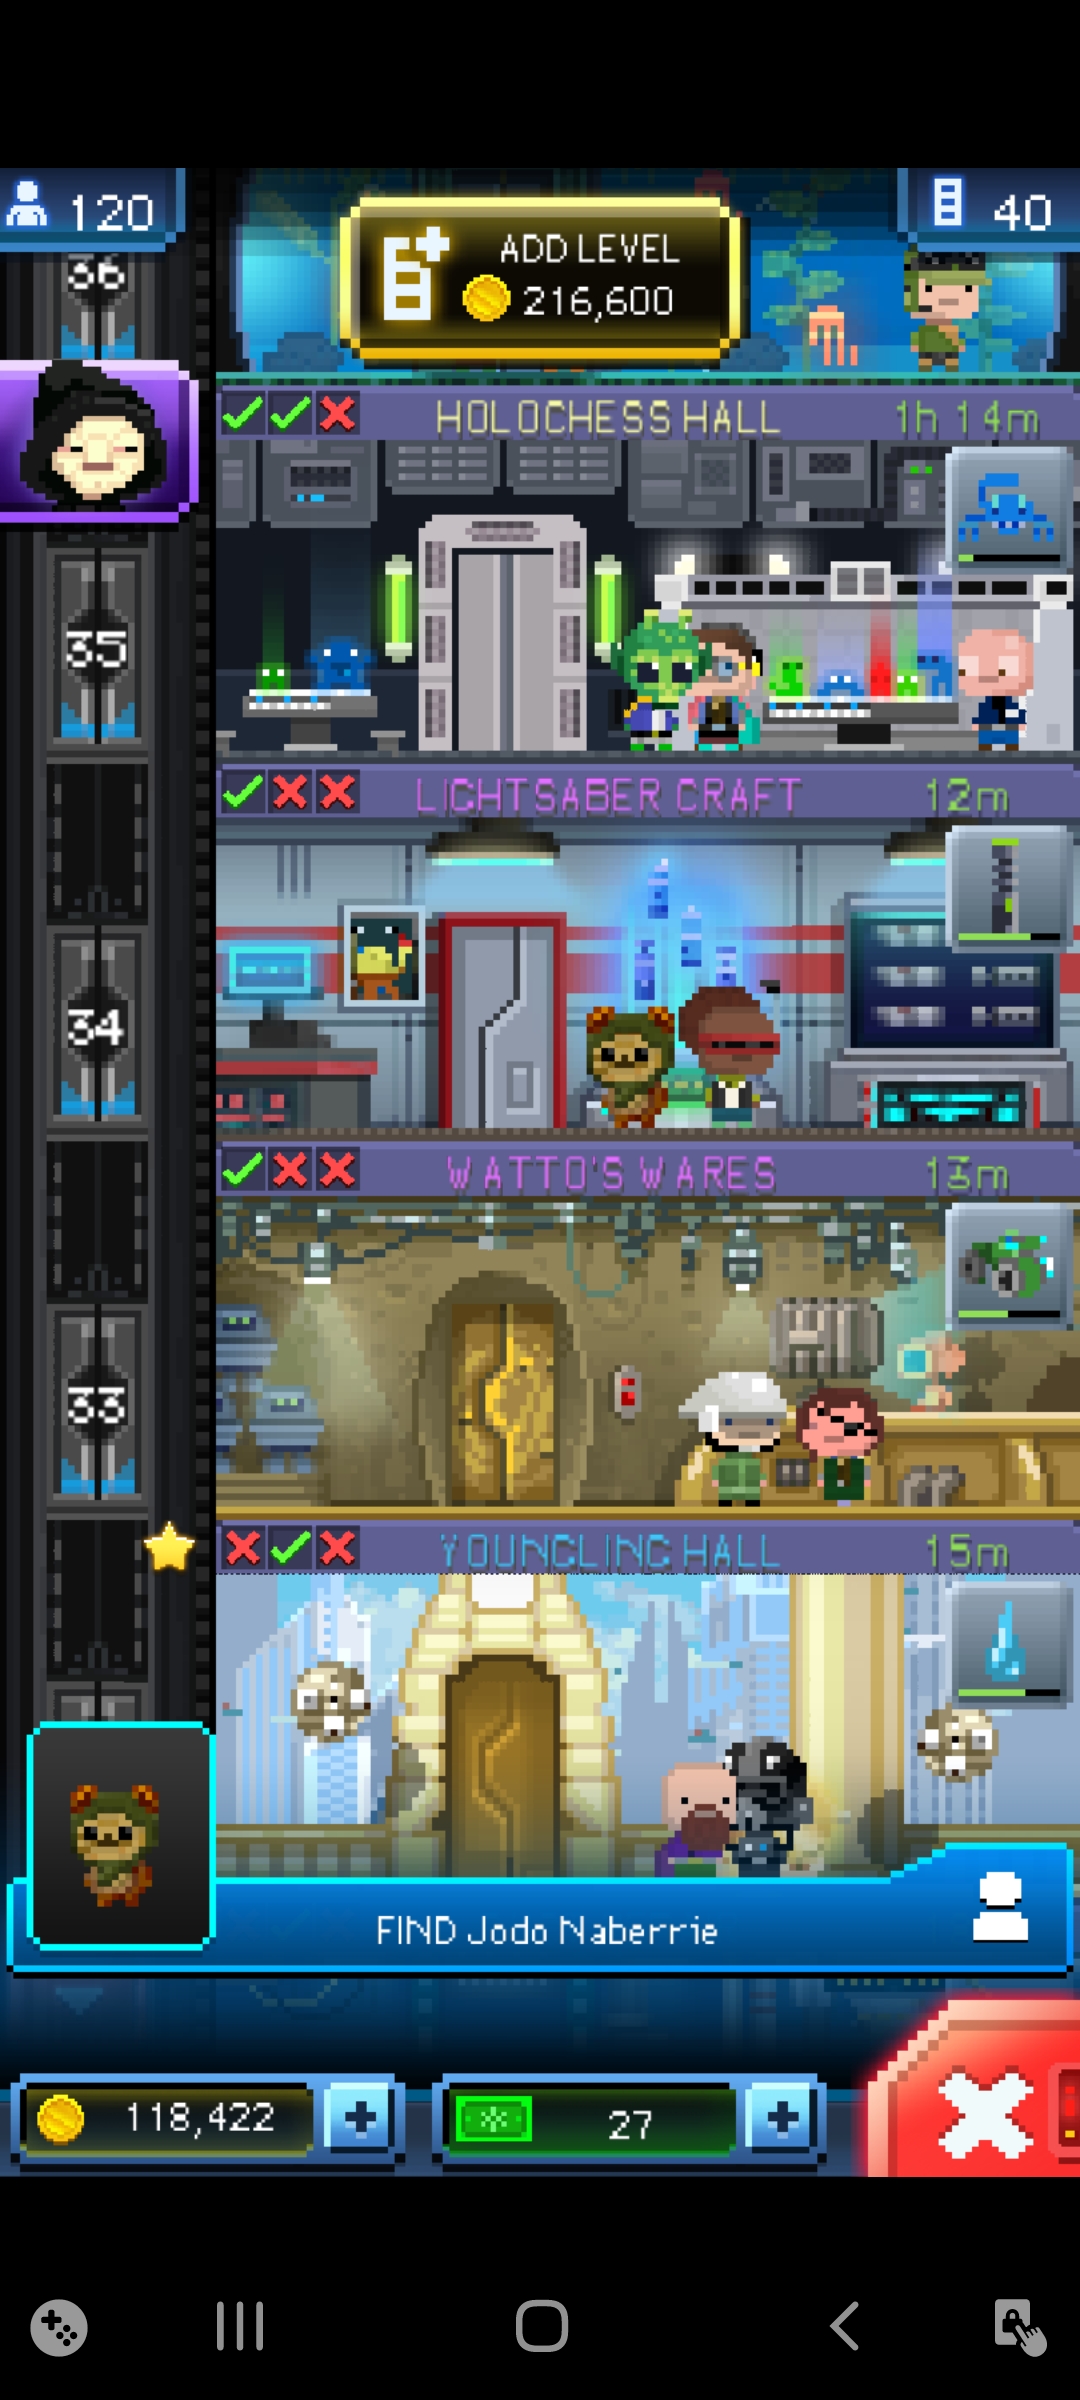 120
ADD LEVEL
216,600
40
36
HOLOCHESS HALL
1h 14m
35
LIGHTSABER CRAFT
12m
34
WATTO'S WARES
13m
33
YOUNGLING HALL
15m
FIND Jodo Naberrie
118,422
27